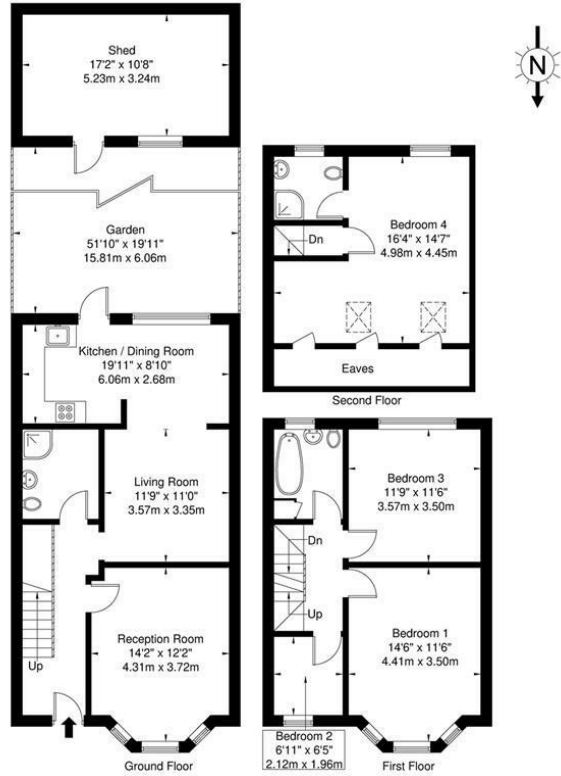 Shed
17'2" x 10'8"
5.23m x 3.24m
N
Garden
51'10" x 19'11"
15.81m x 6.06m
Kitchen / Dining Room
19'11" x 8'10"
6.06m x 2.68m
Living Room
11'9" x 11'0"
3.57m x 3.35m
Reception Room
14'2" x 12'2"
4.31m x 3.72m
Up
Ground Floor
Bedroom 4
16'4" x 14'7"
4.98m x 4.45m
Dn
Eaves
Second Floor
Bedroom 3
11'9" x 11'6"
3.57m x 3.50m
Dn
Up
Bedroom 1
14'6" x 11'6"
4.41m x 3.50m
Bedroom 2
6'11" x 6'5"
2.12m x 1.96m
First Floor